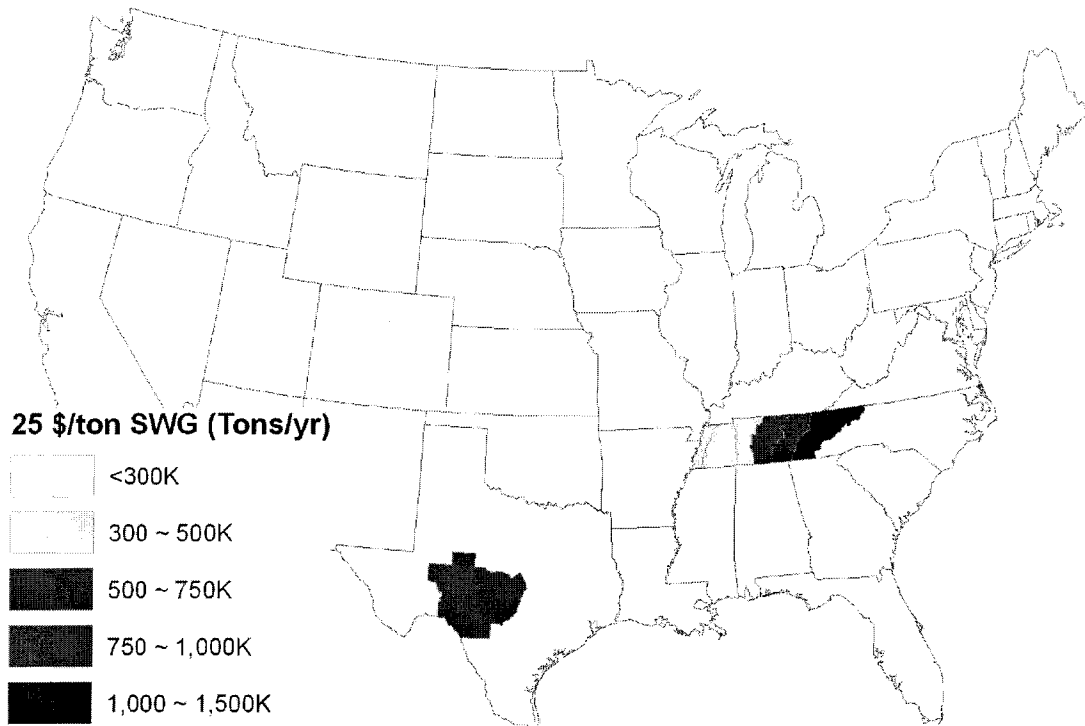 25 $/ton SWG (Tons/yr)
<300K
300 ~ 500K
500 ~ 750K
750 ~ 1,000K
1,000 ~ 1,500K